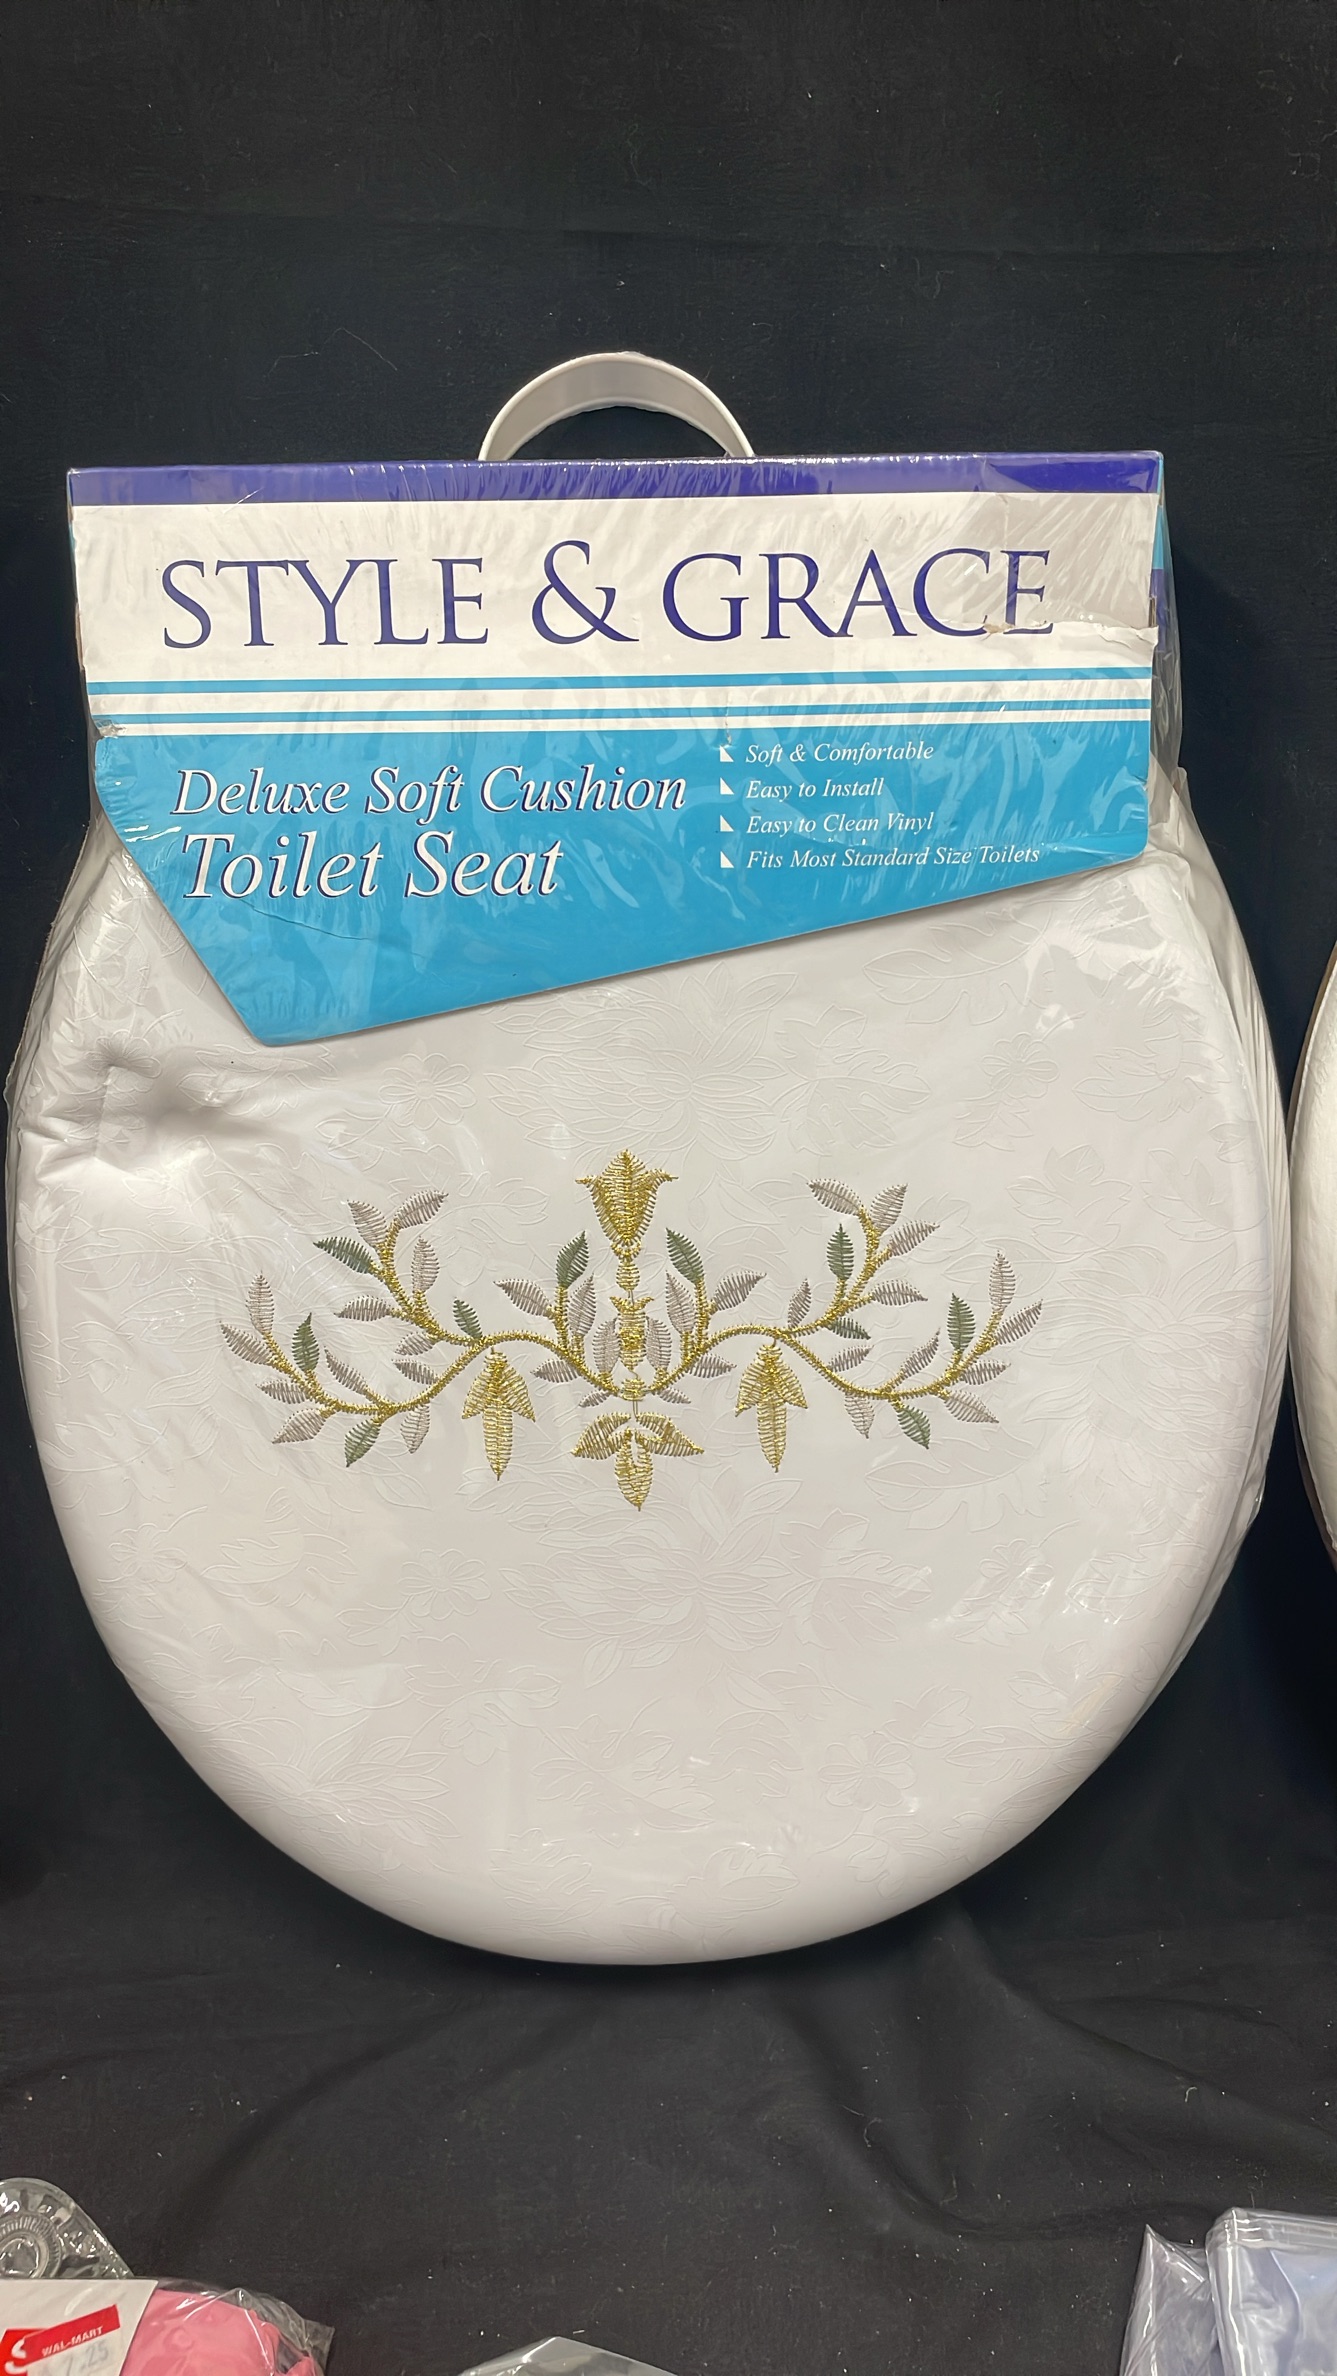 STYLE & GRACE
Deluxe Soft Cushion
Toilet Seat
Soft & Comfortable
Easy to Install
Easy to Clean Vinyl
Fits Most Standard Size Toilets
WAL-MART